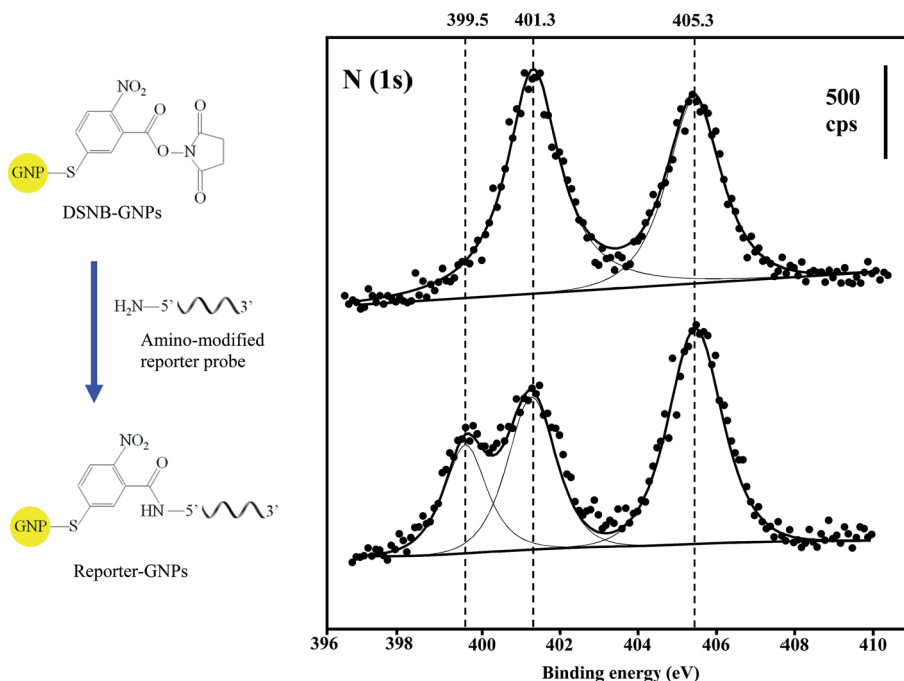 399.5 401.3 405.3
N (1s)
500
cps
NO₂
O
O
O
N
O
S
GNP
DSNB-GNPs
H₂N—5’ 3’
Amino-modified
reporter probe
NO₂
O
S
HN—5’ 3’
GNP
Reporter-GNPs
396 398 400 402 404 406 408 410
Binding energy (eV)